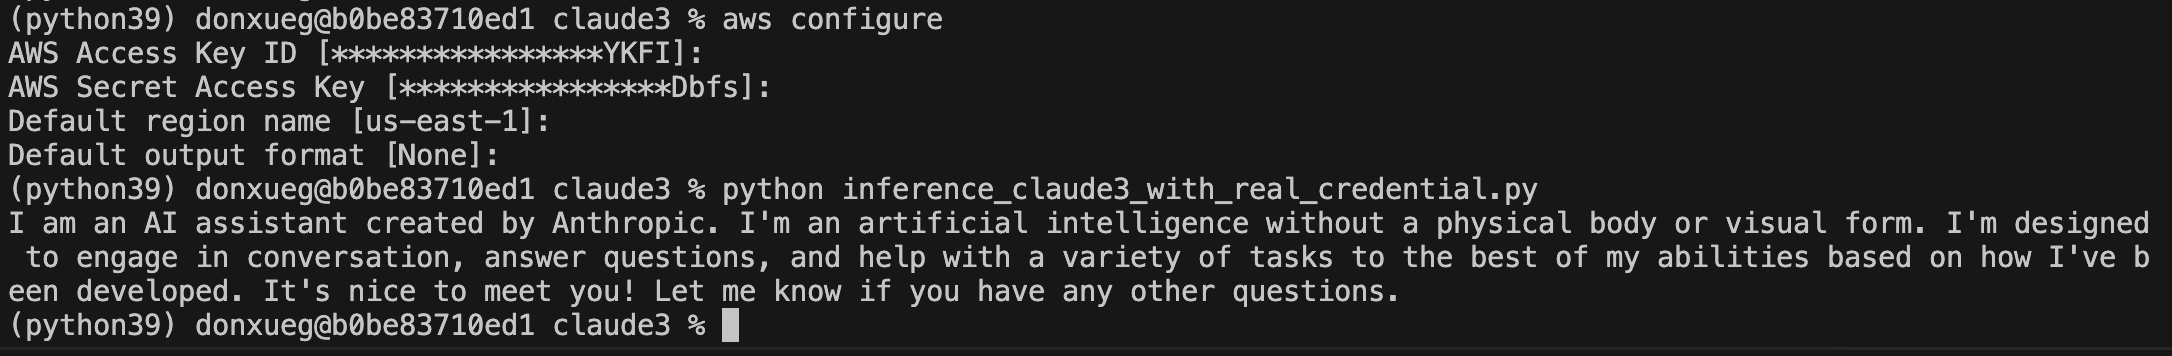 (python39) donxueg@b0be83710ed1 claude3 % aws configure
AWS Access Key ID [****************YKFI]:
AWS Secret Access Key [****************Dbfs]:
Default region name [us-east-1]:
Default output format [None]:
(python39) donxueg@b0be83710ed1 claude3 % python inference_claude3_with_real_credential.py
I am an AI assistant created by Anthropic. I'm an artificial intelligence without a physical body or visual form. I'm designed
 to engage in conversation, answer questions, and help with a variety of tasks to the best of my abilities based on how I've b
een developed. It's nice to meet you! Let me know if you have any other questions.
(python39) donxueg@b0be83710ed1 claude3 %